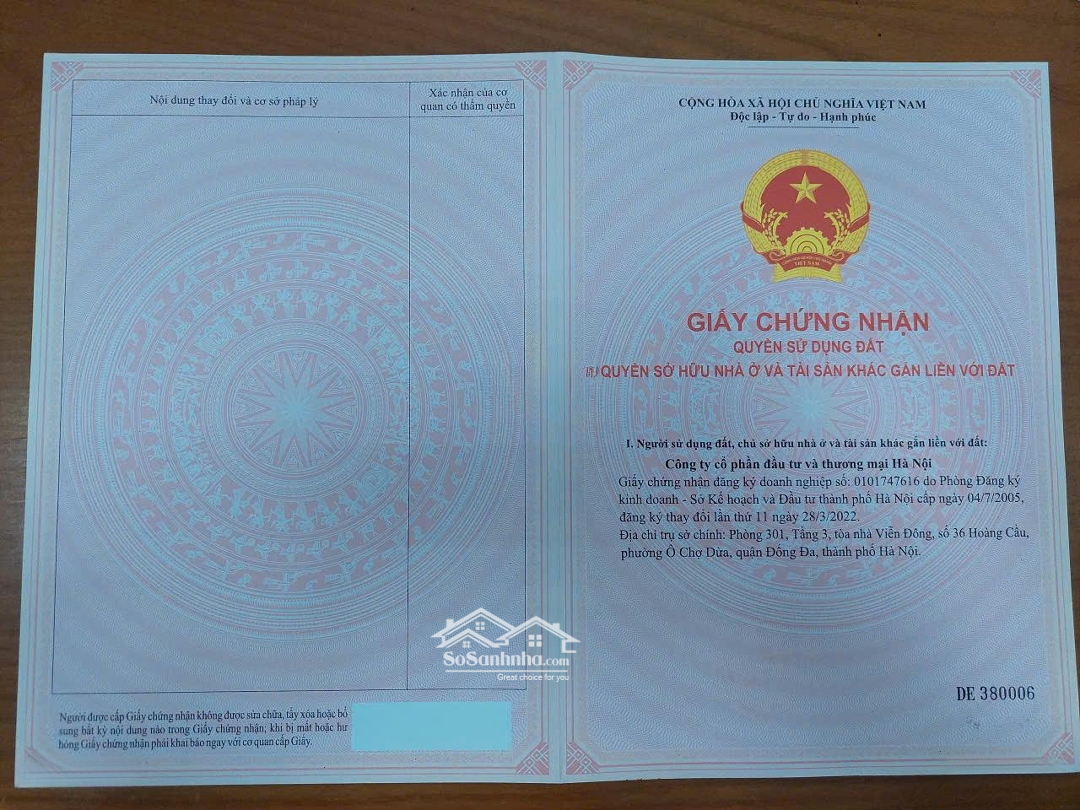 Nội dung thay đổi và cơ sở pháp lý
Xác nhận của cơ
quan có thẩm quyền
Người được cấp Giấy chứng nhận không được sửa chữa, tẩy xóa hoặc bổ
sung bất kỳ nội dung nào trong Giấy chứng nhận; khi bị mất hoặc hư
hỏng Giấy chứng nhận phải khai báo ngay với cơ quan cấp Giấy.
CỘNG HÒA XÃ HỘI CHỦ NGHĨA VIỆT NAM
Độc lập - Tự do - Hạnh phúc
VIỆT NAM
GIẤY CHỨNG NHẬN
QUYỀN SỬ DỤNG ĐẤT
QUYỀN SỞ HỮU NHÀ Ở VÀ TÀI SẢN KHÁC GẮN LIỀN VỚI ĐẤT
I. Người sử dụng đất, chủ sở hữu nhà ở và tài sản khác gắn liền với đất:
Công ty cổ phần đầu tư và thương mại Hà Nội
Giấy chứng nhận đăng ký doanh nghiệp số: 0101747616 do Phòng Đăng ký
kinh doanh - Sở Kế hoạch và Đầu tư thành phố Hà Nội cấp ngày 04/7/2005,
đăng ký thay đổi lần thứ 11 ngày 28/3/2022.
Địa chỉ trụ sở chính: Phòng 301, Tầng 3, tòa nhà Viễn Đông, số 36 Hoàng Cầu,
phường Ô Chợ Dừa, quận Đống Đa, thành phố Hà Nội.
DE 380006
SoSanhnha.com
Great choice for you